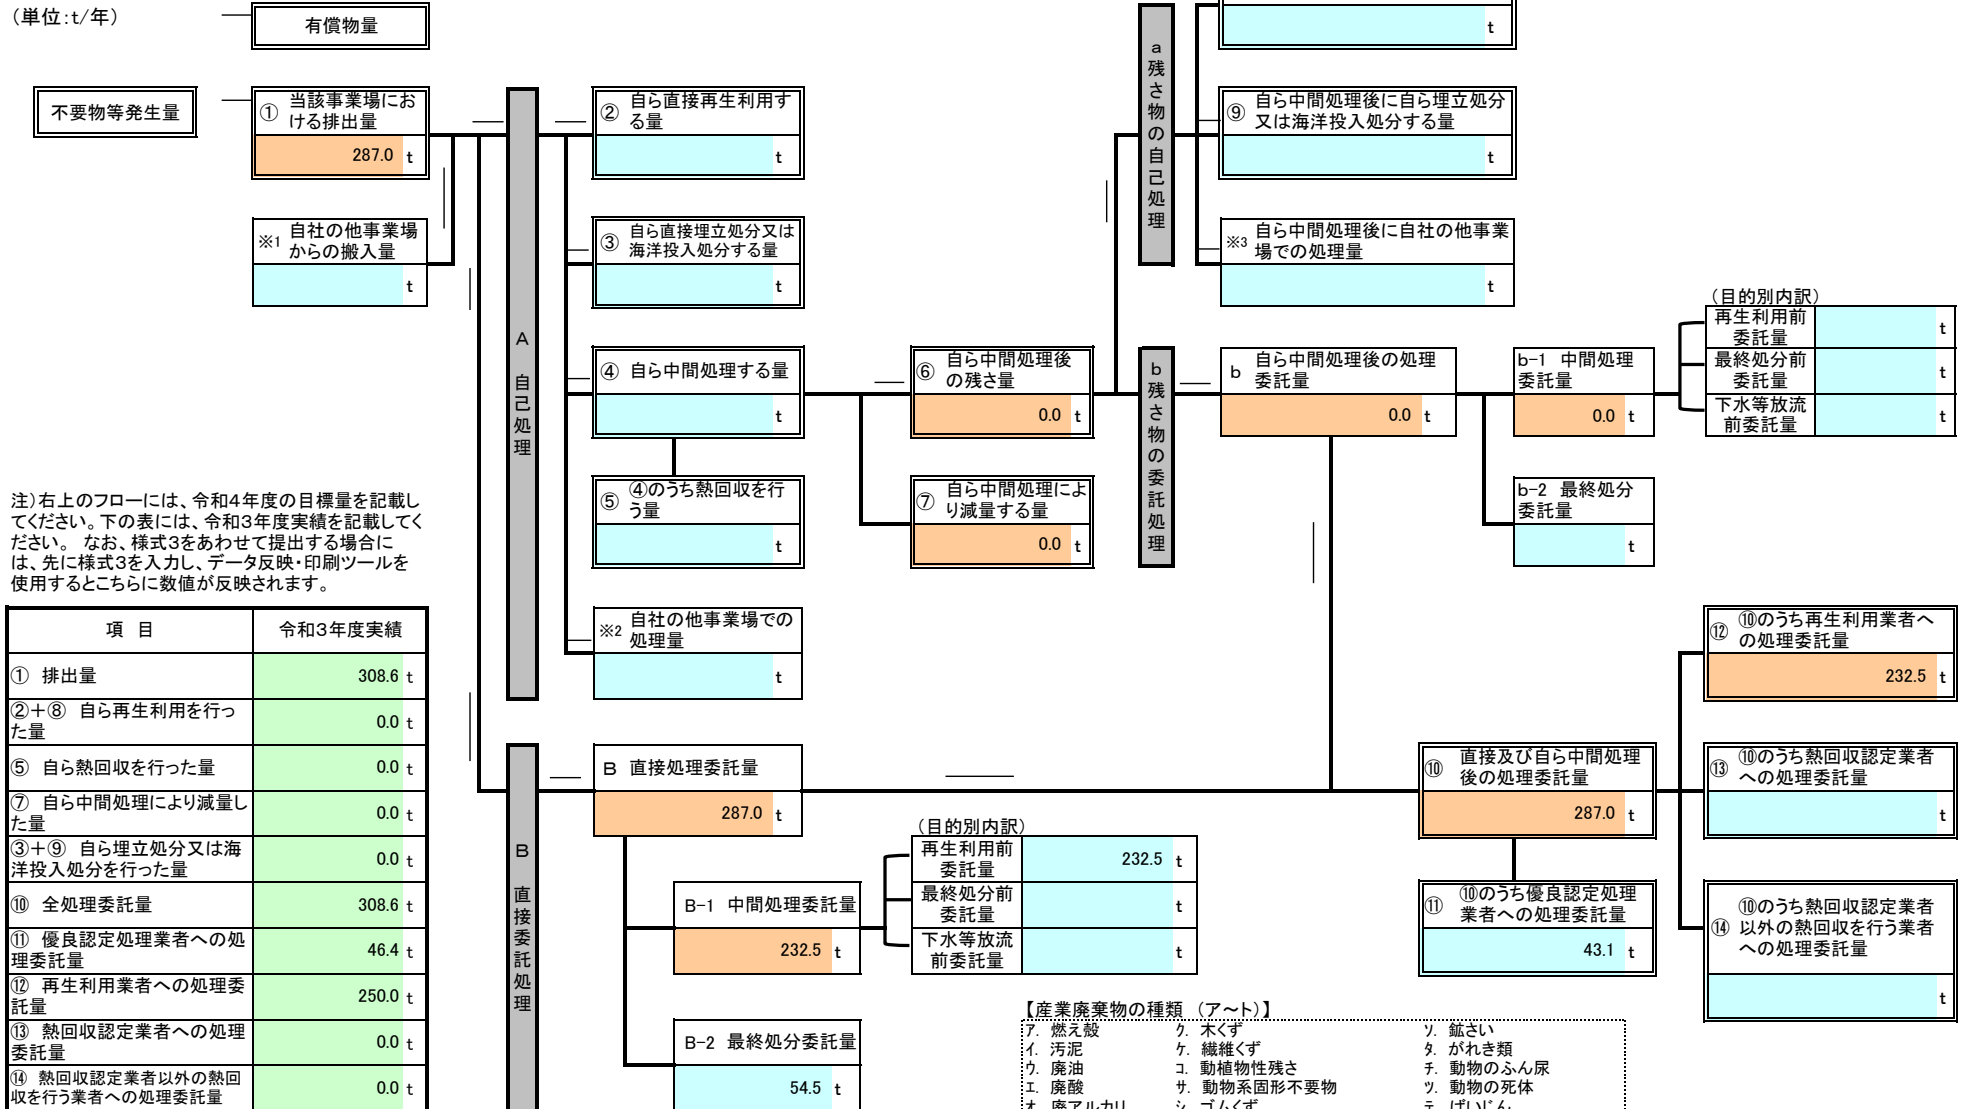 （単位：t／年）
有償物量
t
不要物等発生量
① 当該事業場にお
ける排出量
287.0 t
※1 自社の他事業場
からの搬入量
t
A 自己処理
② 自ら直接再生利用す
る量
t
③ 自ら直接埋立処分又は
海洋投入処分する量
t
④ 自ら中間処理する量
t
⑤ ④のうち熱回収を行
う量
t
※2 自社の他事業場での
処理量
t
⑥ 自ら中間処理後
の残さ量
0.0 t
⑦ 自ら中間処理によ
り減量する量
0.0 t
a 残さ物の自己処理
⑨ 自ら中間処理後に自ら埋立処分
又は海洋投入処分する量
t
※3 自ら中間処理後に自社の他事業
場での処理量
t
b 残さ物の委託処理
b 自ら中間処理後の処理
委託量
0.0 t
b-1 中間処理
委託量
0.0 t
b-2 最終処分
委託量
t
（目的別内訳）
再生利用前
委託量
t
最終処分前
委託量
t
下水等放流
前委託量
t
注）右上のフローには、令和４年度の目標量を記載し
てください。下の表には、令和３年度実績を記載してく
ださい。 なお、様式３をあわせて提出する場合に
は、先に様式３を入力し、データ反映・印刷ツールを
使用するとこちらに数値が反映されます。
項 目 令和３年度実績
① 排出量 308.6 t
②＋⑧ 自ら再生利用を行っ
た量 0.0 t
⑤ 自ら熱回収を行った量 0.0 t
⑦ 自ら中間処理により減量し
た量 0.0 t
③＋⑨ 自ら埋立処分又は海
洋投入処分を行った量 0.0 t
⑩ 全処理委託量 308.6 t
⑪ 優良認定処理業者への処
理委託量 46.4 t
⑫ 再生利用業者への処理委
託量 250.0 t
⑬ 熱回収認定業者への処理
委託量 0.0 t
⑭ 熱回収認定業者以外の熱回
収を行う業者への処理委託量 0.0 t
B 直接委託処理
B 直接処理委託量
287.0 t
B-1 中間処理委託量
232.5 t
B-2 最終処分委託量
54.5 t
（目的別内訳）
再生利用前
委託量
232.5 t
最終処分前
委託量
t
下水等放流
前委託量
t
⑩ 直接及び自ら中間処理
後の処理委託量
287.0 t
⑪ ⑩のうち優良認定処理
業者への処理委託量
43.1 t
⑫ ⑩のうち再生利用業者へ
の処理委託量
232.5 t
⑬ ⑩のうち熱回収認定業者
への処理委託量
t
⑭ ⑩のうち熱回収認定業者
以外の熱回収を行う業者
への処理委託量
t
【産業廃棄物の種類 （ア～ト）】
ｱ. 燃え殻 ｸ. 木くず ｿ. 鉱さい
ｲ. 汚泥 ｹ. 繊維くず ﾀ. がれき類
ｳ. 廃油 ｺ. 動植物性残さ ﾁ. 動物のふん尿
ｴ. 廃酸 ｻ. 動物系固形不要物 ﾂ. 動物の死体
ｵ. 廃アルカリ ｼ. ゴムくず ﾃ. ばいじん